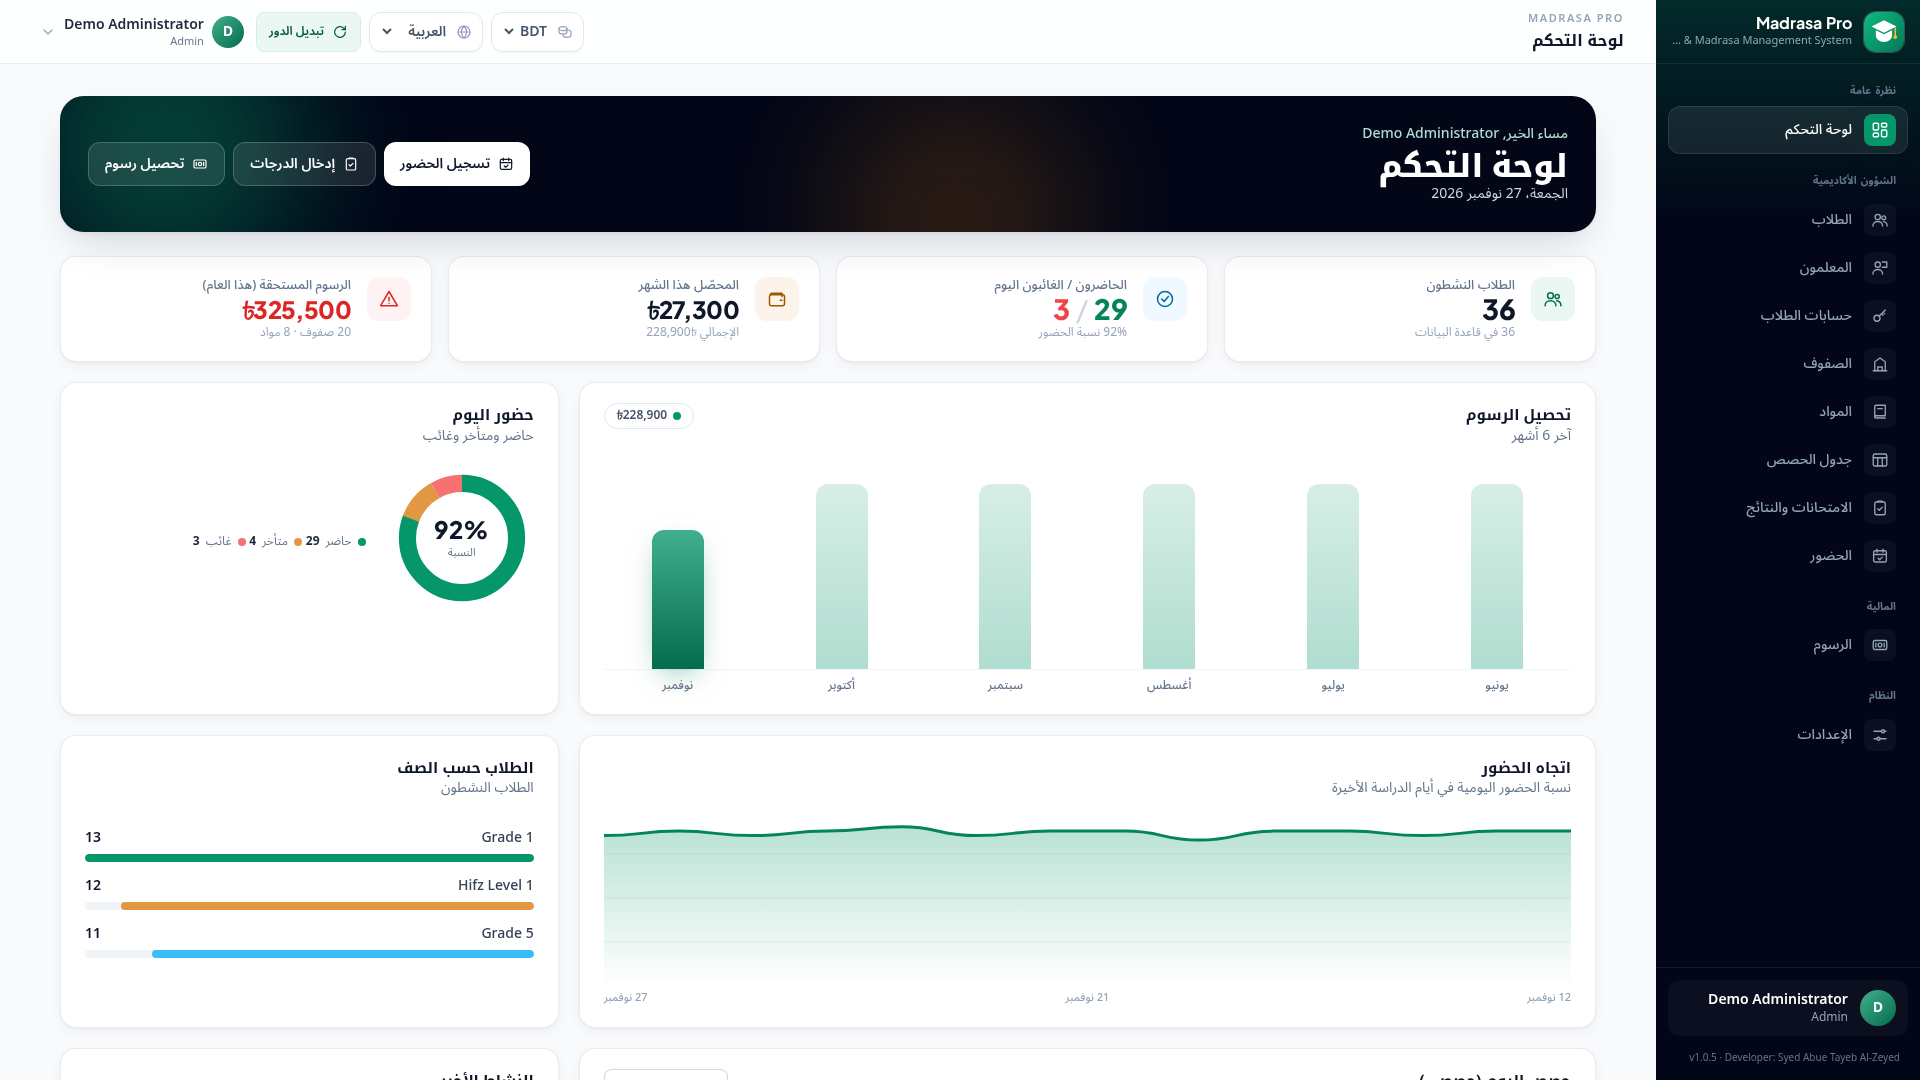 Madrasa Pro
... & Madrasa Management System
نظرة عامة
لوحة التحكم
الشؤون الأكاديمية
الطلاب
المعلمون
حسابات الطلاب
الصفوف
المواد
جدول الحصص
الامتحانات والنتائج
الحضور
المالية
الرسوم
النظام
الإعدادات
D
Demo Administrator
Admin
v1.0.5 · Developer: Syed Abue Tayeb Al-Zeyed
MADRASA PRO
لوحة التحكم
BDT
العربية
تبديل الدور
D
Demo Administrator
Admin
مساء الخير, Demo Administrator
لوحة التحكم
الجمعة، 27 نوفمبر 2026
تسجيل الحضور
إدخال الدرجات
تحصيل رسوم
الطلاب النشطون
36
36 في قاعدة البيانات
الحاضرون / الغائبون اليوم
29 / 3
92% نسبة الحضور
المحصّل هذا الشهر
৳27,300
الإجمالي ৳228,900
الرسوم المستحقة (هذا العام)
৳325,500
20 صفوف · 8 مواد
تحصيل الرسوم
آخر 6 أشهر
৳228,900
يونيو
يوليو
أغسطس
سبتمبر
أكتوبر
نوفمبر
حضور اليوم
حاضر ومتأخر وغائب
92%
النسبة
حاضر 29 متأخر 4 غائب 3
اتجاه الحضور
نسبة الحضور اليومية في أيام الدراسة الأخيرة
12 نوفمبر
21 نوفمبر
27 نوفمبر
الطلاب حسب الصف
الطلاب النشطون
Grade 1 13
Hifz Level 1 12
Grade 5 11